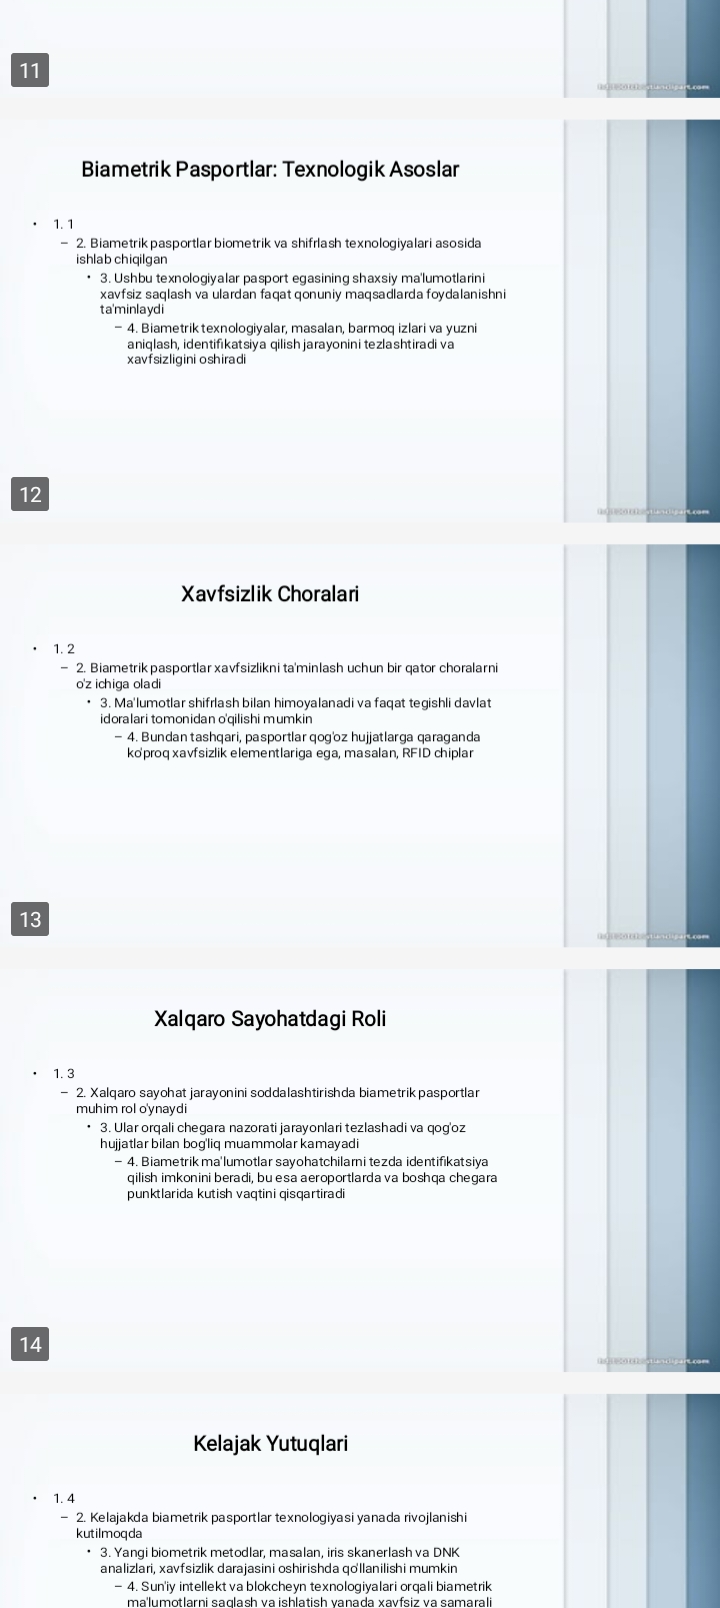 11
Biametrik Pasportlar: Texnologik Asoslar
• 1. 1
– 2. Biametrik pasportlar biometrik va shifrlash texnologiyalari asosida
ishlab chiqilgan
• 3. Ushbu texnologiyalar pasport egasining shaxsiy ma'lumotlarini
xavfsiz saqlash va ulardan faqat qonuniy maqsadlarda foydalanishni
ta'minlaydi
– 4. Biametrik texnologiyalar, masalan, barmoq izlari va yuzni
aniqlash, identifikatsiya qilish jarayonini tezlashtiradi va
xavfsizligini oshiradi
12
Xavfsizlik Choralari
• 1. 2
– 2. Biametrik pasportlar xavfsizlikni ta'minlash uchun bir qator choralarni
o'z ichiga oladi
• 3. Ma'lumotlar shifrlash bilan himoyalanadi va faqat tegishli davlat
idoralari tomonidan o'qilishi mumkin
– 4. Bundan tashqari, pasportlar qog'oz hujjatlarga qaraganda
ko'proq xavfsizlik elementlariga ega, masalan, RFID chiplar
13
Xalqaro Sayohatdagi Roli
• 1. 3
– 2. Xalqaro sayohat jarayonini soddalashtirishda biametrik pasportlar
muhim rol o'ynaydi
• 3. Ular orqali chegara nazorati jarayonlari tezlashadi va qog'oz
hujjatlar bilan bog'liq muammolar kamayadi
– 4. Biametrik ma'lumotlar sayohatchilarni tezda identifikatsiya
qilish imkonini beradi, bu esa aeroportlarda va boshqa chegara
punktlarida kutish vaqtini qisqartiradi
14
Kelajak Yutuqlari
• 1. 4
– 2. Kelajakda biametrik pasportlar texnologiyasi yanada rivojlanishi
kutilmoqda
• 3. Yangi biometrik metodlar, masalan, iris skanerlash va DNK
analizlari, xavfsizlik darajasini oshirishda qo'llanilishi mumkin
– 4. Sun'iy intellekt va blokcheyn texnologiyalari orqali biametrik
ma'lumotlarni saqlash va ishlatish yanada xavfsiz va samarali